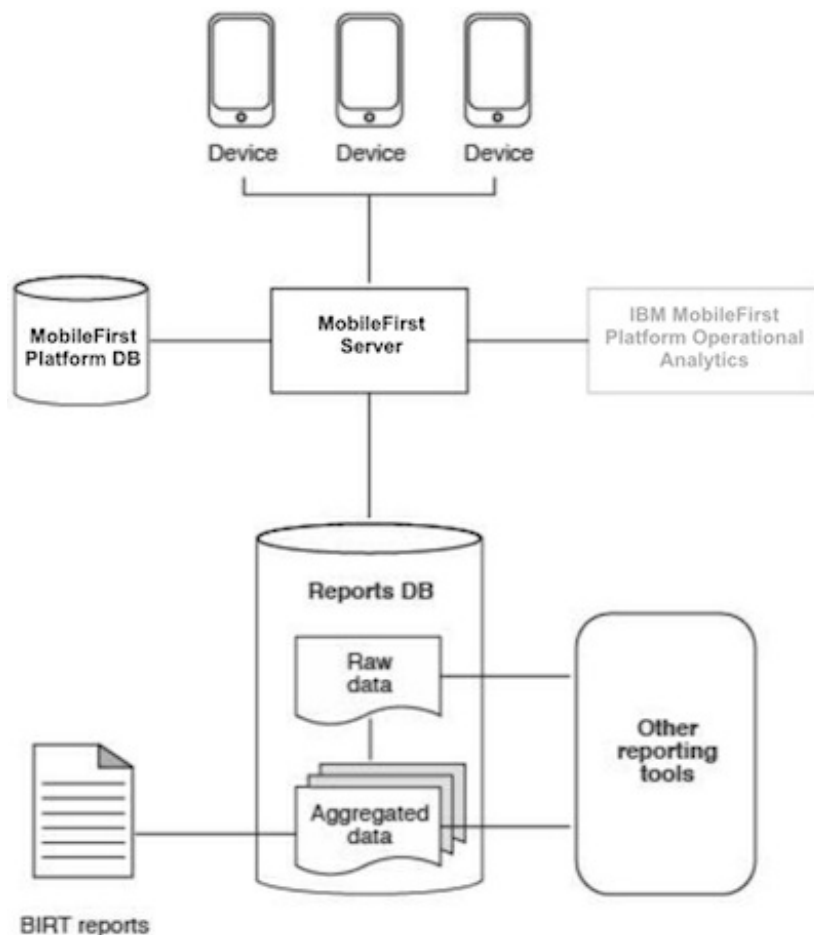 Device
Device
Device
MobileFirst
Platform DB
MobileFirst
Server
IBM MobileFirst
Platform Operational
Analytics
Reports DB
Raw
data
Other
reporting
tools
Aggregated
data
BIRT reports